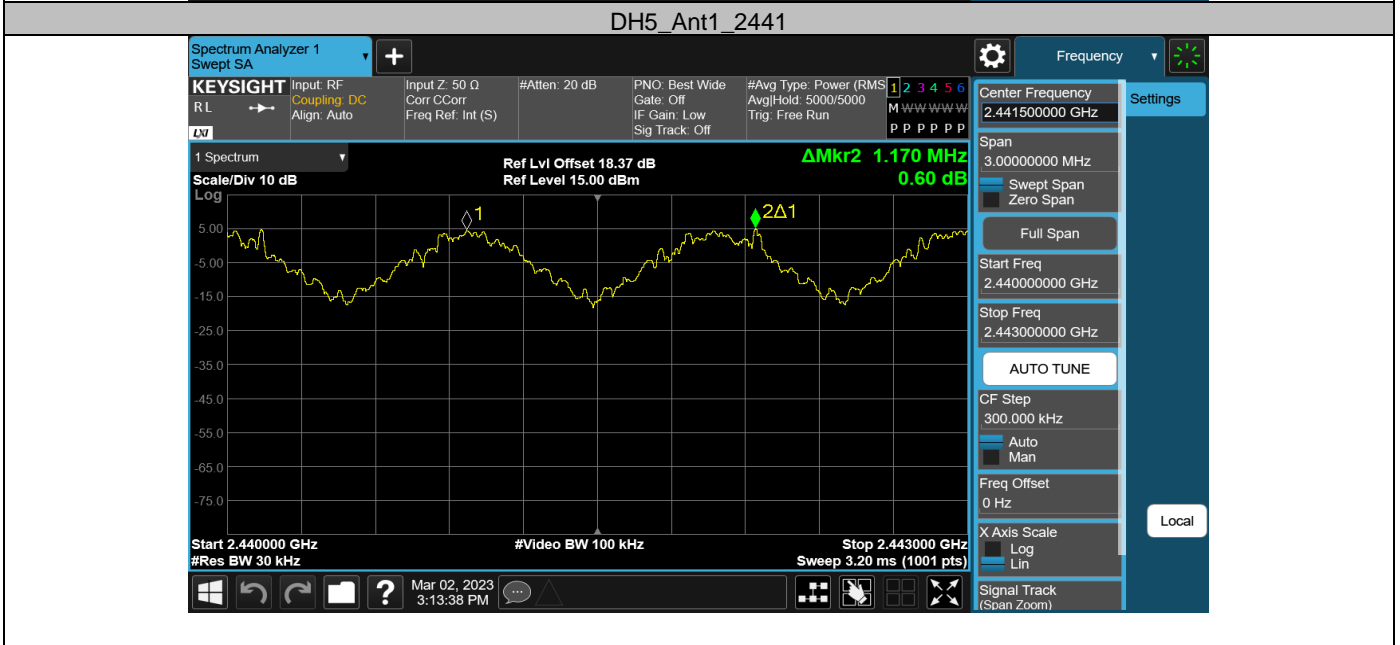 DH5_Ant1_2441
Spectrum Analyzer 1
Swept SA
+
Frequency
KEYSIGHT
R L
LXI
Input: RF
Coupling: DC
Align: Auto
Input Z: 50 Ω
Corr CCorr
Freq Ref: Int (S)
#Atten: 20 dB
PNO: Best Wide
Gate: Off
IF Gain: Low
Sig Track: Off
#Avg Type: Power (RMS
Avg|Hold: 5000/5000
Trig: Free Run
1 2 3 4 5 6
M W W W W W
P P P P P P
1 Spectrum
Scale/Div 10 dB
Log
Ref Lvl Offset 18.37 dB
Ref Level 15.00 dBm
ΔMkr2 1.170 MHz
0.60 dB
1
2Δ1
5.00
-5.00
-15.0
-25.0
-35.0
-45.0
-55.0
-65.0
-75.0
Start 2.440000 GHz
#Res BW 30 kHz
#Video BW 100 kHz
Stop 2.443000 GHz
Sweep 3.20 ms (1001 pts)
Center Frequency
2.441500000 GHz
Span
3.00000000 MHz
Swept Span
Zero Span
Full Span
Start Freq
2.440000000 GHz
Stop Freq
2.443000000 GHz
AUTO TUNE
CF Step
300.000 kHz
Auto
Man
Freq Offset
0 Hz
X Axis Scale
Log
Lin
Signal Track
(Span Zoom)
Settings
Local
?
Mar 02, 2023
3:13:38 PM